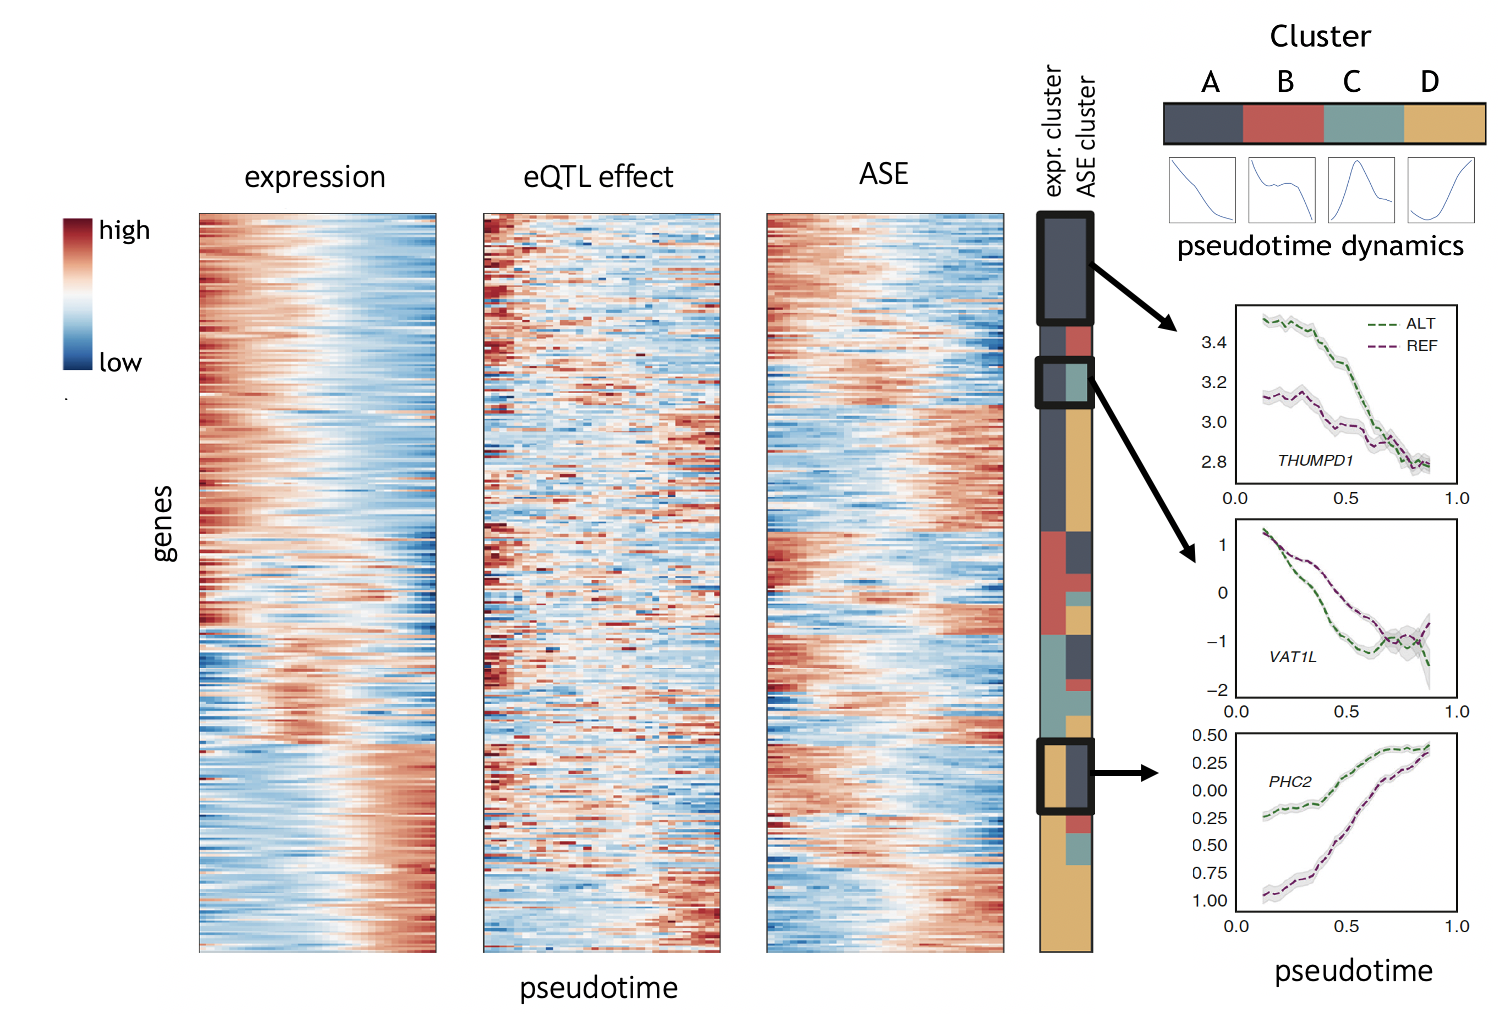 Cluster
A B C D
expr. cluster
ASE cluster
expression
eQTL effect
ASE
high
low
pseudotime dynamics
genes
ALT
REF
3.4
3.2
3.0
2.8
THUMPD1
0.0 0.5 1.0
1
0
−1
−2
VAT1L
0.0 0.5 1.0
0.50
0.25
0.00
0.25
0.50
0.75
1.00
PHC2
0.0 0.5 1.0
pseudotime
pseudotime